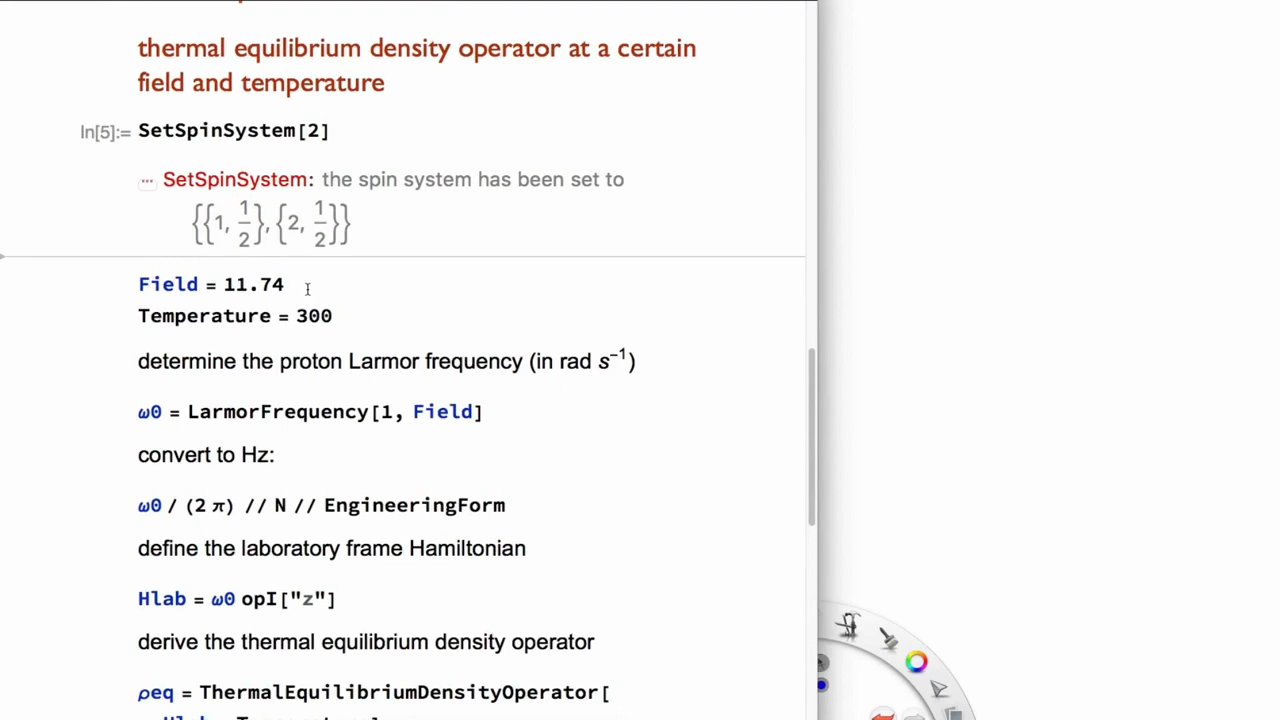 thermal equilibrium density operator at a certain
field and temperature
In[5]:= SetSpinSystem[2]
··· SetSpinSystem: the spin system has been set to
{{1, 1/2}, {2, 1/2}}
Field = 11.74
Temperature = 300
determine the proton Larmor frequency (in rad s⁻¹)
ω0 = LarmorFrequency[1, Field]
convert to Hz:
ω0 / (2 π) // N // EngineeringForm
define the laboratory frame Hamiltonian
Hlab = ω0 opI["z"]
derive the thermal equilibrium density operator
ρeq = ThermalEquilibriumDensityOperator[